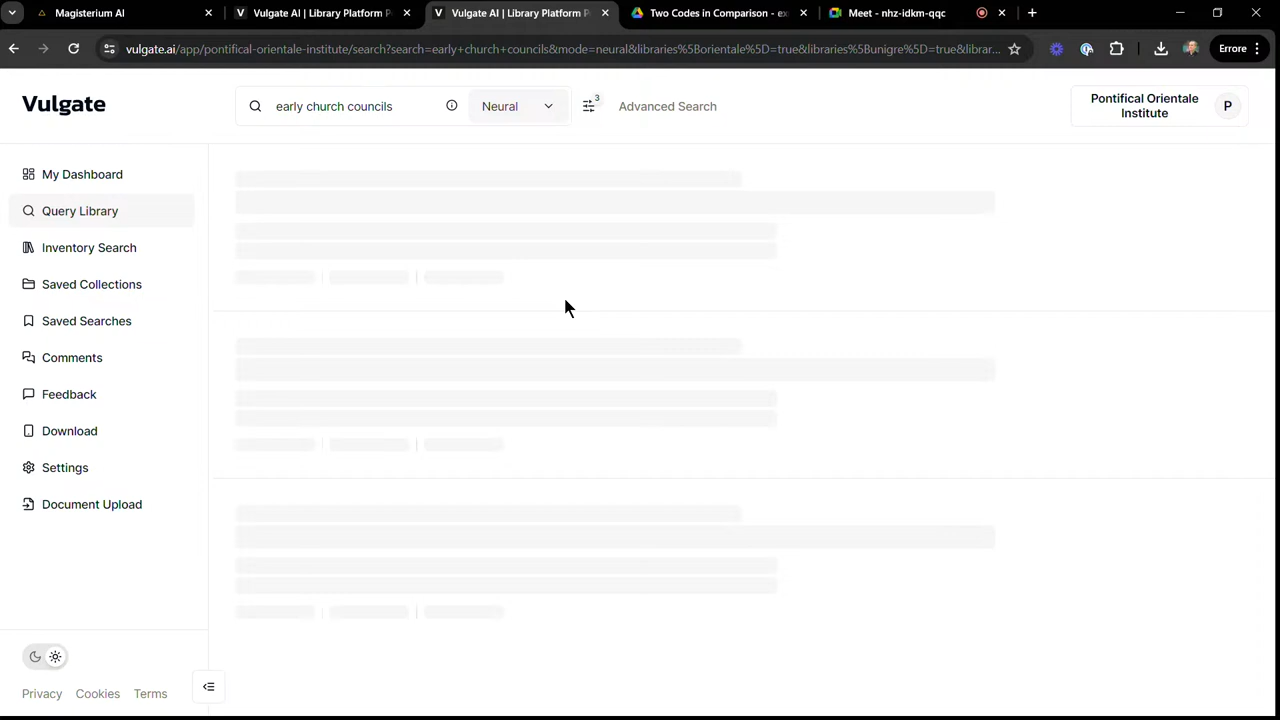 Magisterium AI
Vulgate AI | Library Platform P
Vulgate AI | Library Platform P
Two Codes in Comparison - ex
Meet - nhz-idkm-qqc
vulgate.ai/app/pontifical-orientale-institute/search?search=early+church+councils&mode=neural&libraries%5Borientale%5D=true&libraries%5Bunigre%5D=true&librar...
Errore
Vulgate
early church councils
Neural
3
Advanced Search
Pontifical Orientale
Institute
P
My Dashboard
Query Library
Inventory Search
Saved Collections
Saved Searches
Comments
Feedback
Download
Settings
Document Upload
Privacy
Cookies
Terms